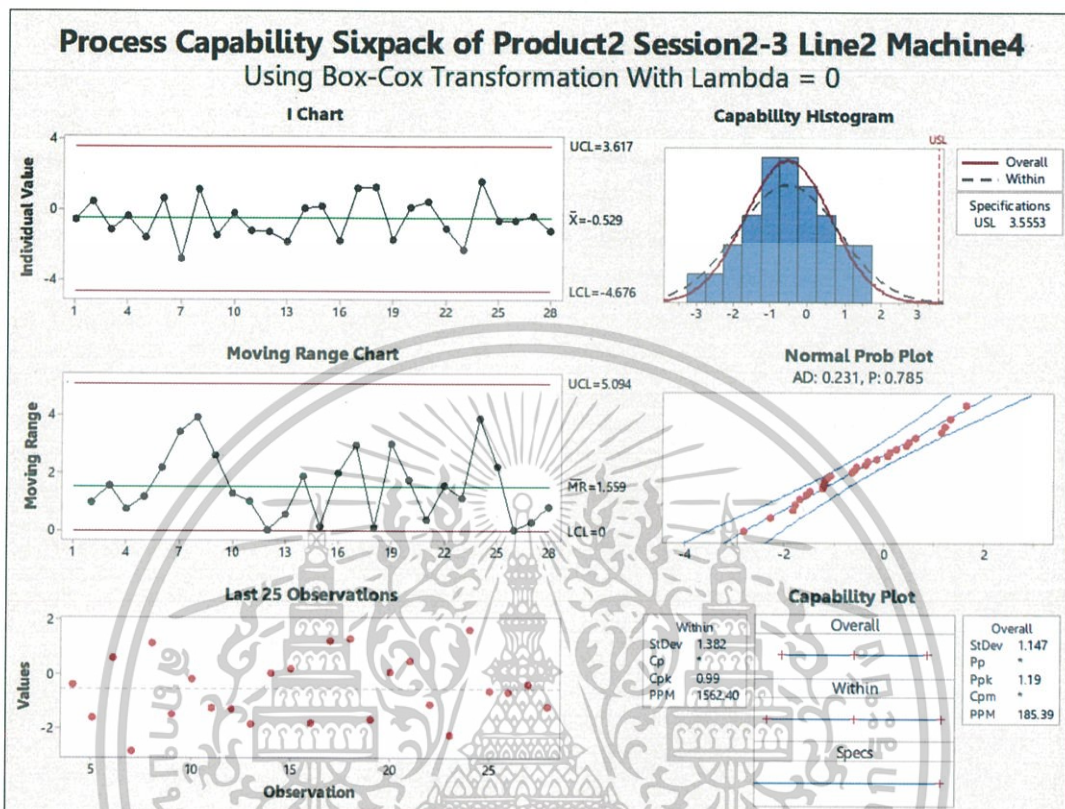 Process Capability Sixpack of Product2 Session2-3 Line2 Machine4
Using Box-Cox Transformation With Lambda = 0
I Chart
Individual Value
4
0
-4
1 4 7 10 13 16 19 22 25 28
UCL=3.617
X̄=-0.529
LCL=-4.676
Capability Histogram
USL
-3 -2 -1 0 1 2 3
Overall
Within
Specifications
USL 3.5553
Moving Range Chart
Moving Range
4
2
0
1 4 7 10 13 16 19 22 25 28
UCL=5.094
M̄R̄=1.559
LCL=0
Normal Prob Plot
AD: 0.231, P: 0.785
-4 -2 0 2
Last 25 Observations
Values
2
0
-2
5 10 15 20 25
Observation
Capability Plot
Within
StDev 1.382
Cp *
Cpk 0.99
PPM 1562.40
Overall
Within
Specs
Overall
StDev 1.147
Pp *
Ppk 1.19
Cpm *
PPM 185.39